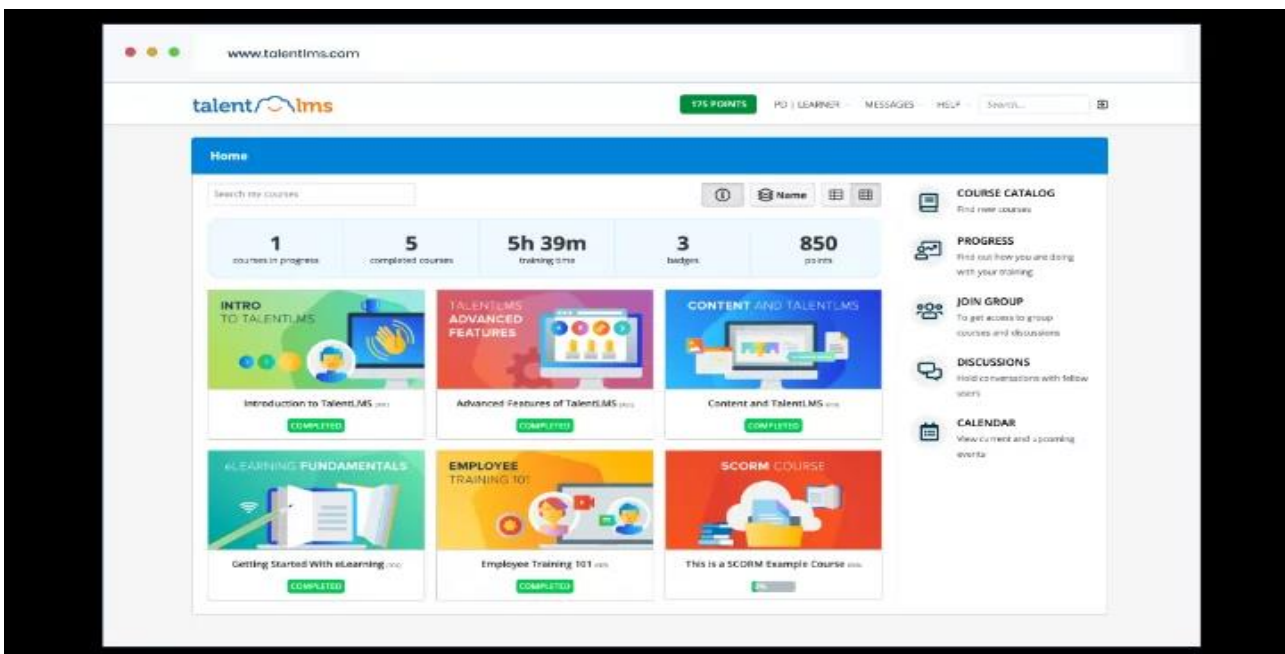 www.talentlms.com
talentlms
175 POINTS
LEARNER
MESSAGES
HELP
Search...
Home
Search my courses
Name
1
courses in progress
5
completed courses
5h 39m
training time
3
badges
850
points
COURSE CATALOG
Find new courses
PROGRESS
Find out how you are doing
with your training
JOIN GROUP
To get access to group
courses and discussions
DISCUSSIONS
Hold conversations with fellow
users
CALENDAR
View current and upcoming
events
INTRO
TO TALENTLMS
Introduction to TalentLMS
COMPLETED
TALENTLMS
ADVANCED
FEATURES
Advanced Features of TalentLMS
COMPLETED
CONTENT AND TALENTLMS
Content and TalentLMS
COMPLETED
eLEARNING FUNDAMENTALS
Getting Started With eLearning
COMPLETED
EMPLOYEE
TRAINING 101
Employee Training 101
COMPLETED
SCORM COURSE
This is a SCORM Example Course